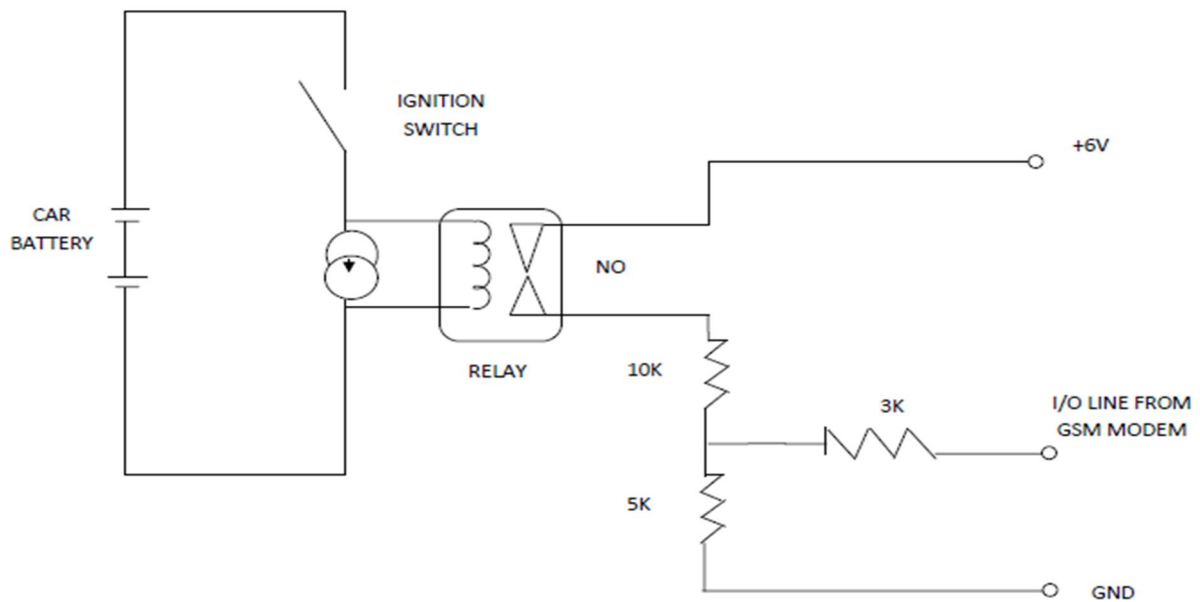 IGNITION
SWITCH
+6V
CAR
BATTERY
NO
RELAY
10K
3K
I/O LINE FROM
GSM MODEM
5K
GND